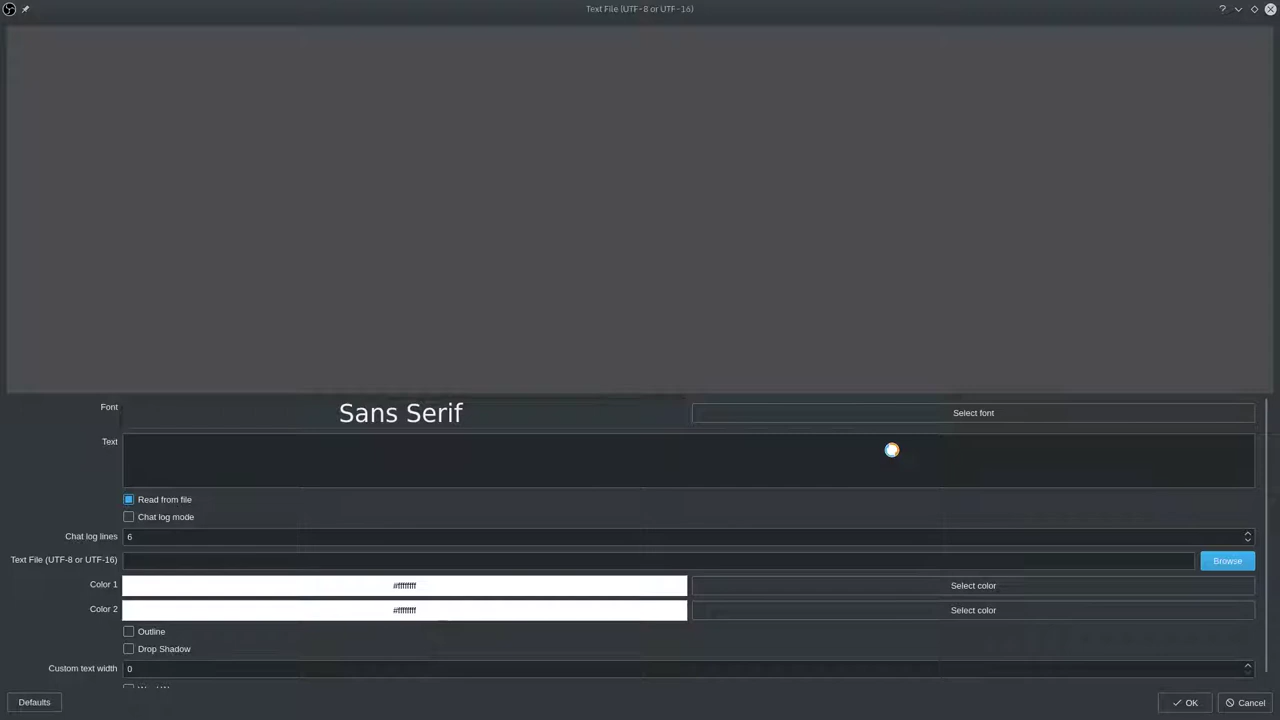 Text File (UTF-8 or UTF-16)
Font
Sans Serif
Select font
Text
Read from file
Chat log mode
Chat log lines
6
Text File (UTF-8 or UTF-16)
Browse
Color 1
#ffffffff
Select color
Color 2
#ffffffff
Select color
Outline
Drop Shadow
Custom text width
0
Defaults
OK
Cancel